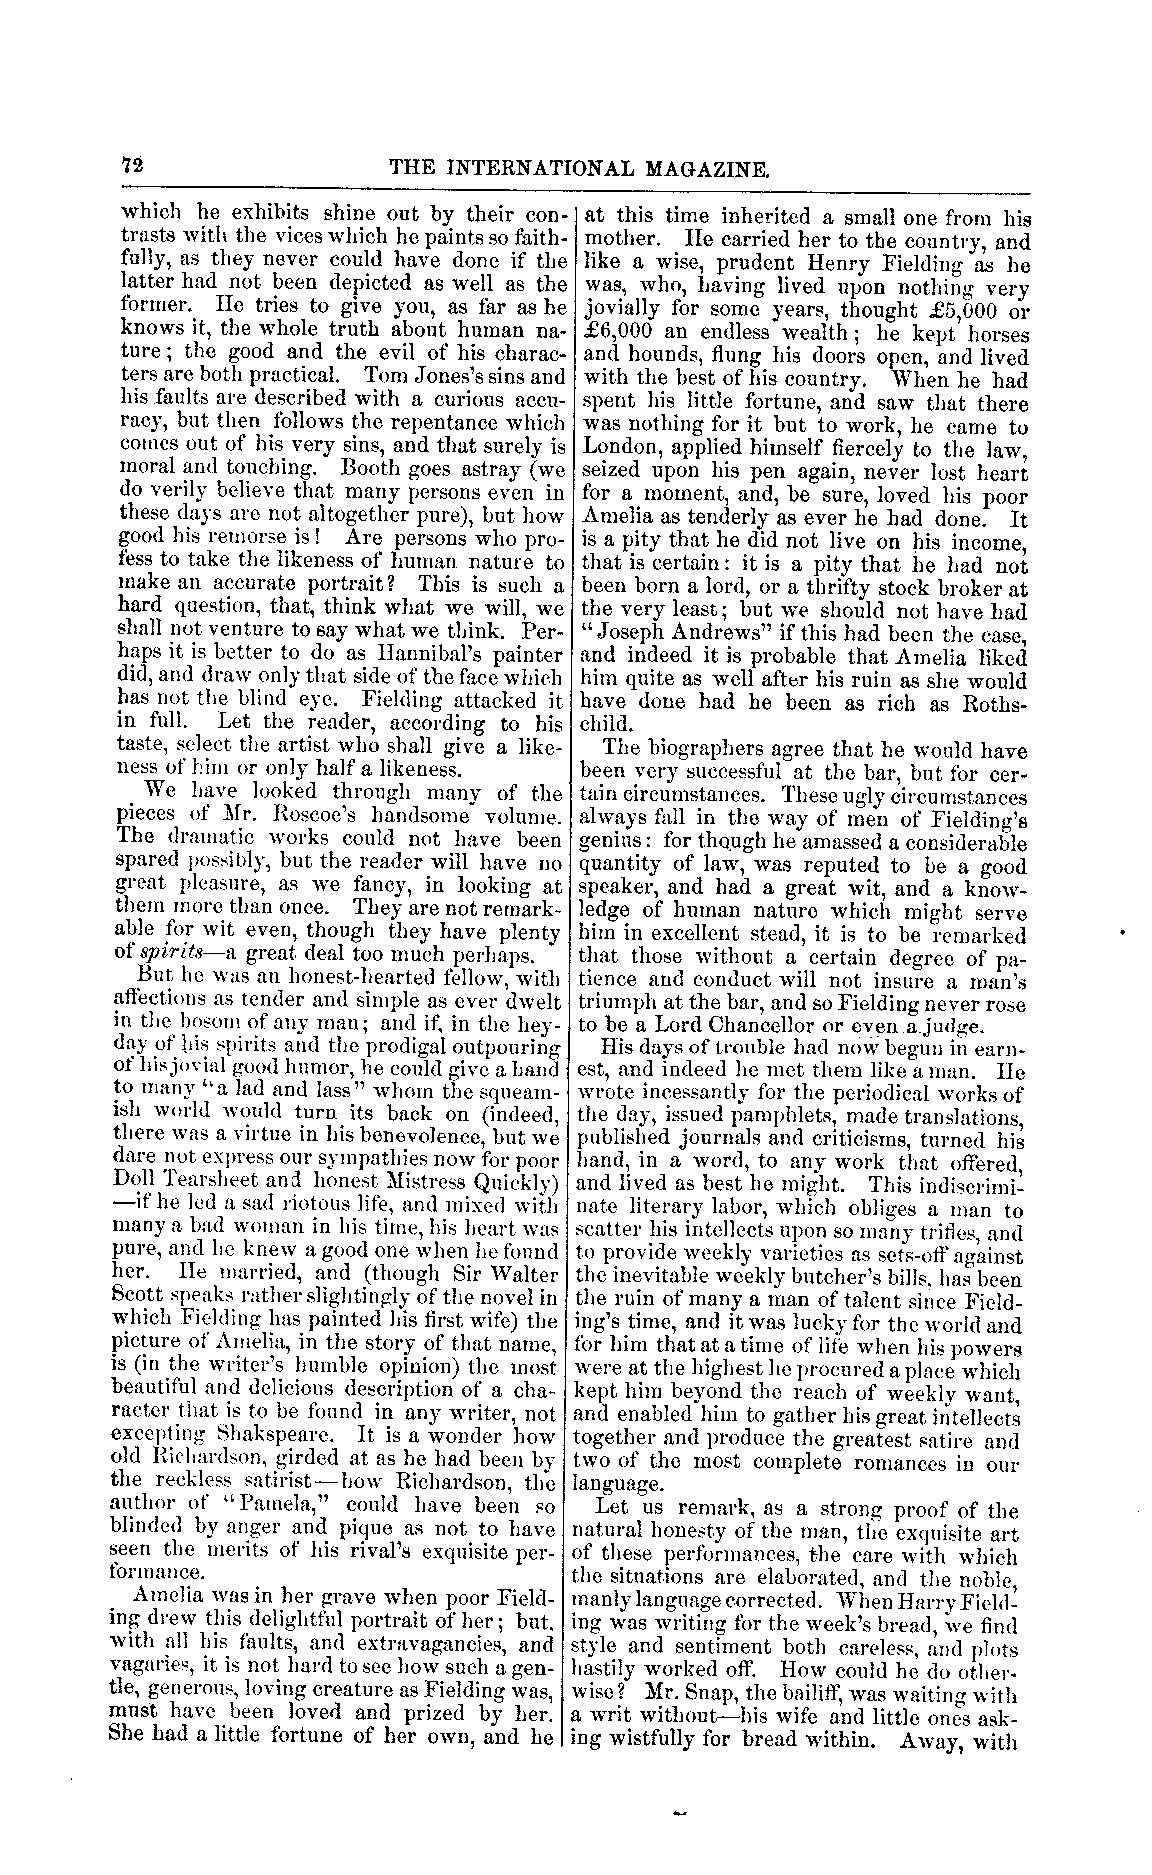 72
THE INTERNATIONAL MAGAZINE.
which he exhibits shine out by their con-
trasts with the vices which he paints so faith-
fully, as they never could have done if the
latter had not been depicted as well as the
former. He tries to give you, as far as he
knows it, the whole truth about human na-
ture; the good and the evil of his charac-
ters are both practical. Tom Jones's sins and
his faults are described with a curious accu-
racy, but then follows the repentance which
comes out of his very sins, and that surely is
moral and touching. Booth goes astray (we
do verily believe that many persons even in
these days are not altogether pure), but how
good his remorse is! Are persons who pro-
fess to take the likeness of human nature to
make an accurate portrait? This is such a
hard question, that, think what we will, we
shall not venture to say what we think. Per-
haps it is better to do as Hannibal's painter
did, and draw only that side of the face which
has not the blind eye. Fielding attacked it
in full. Let the reader, according to his
taste, select the artist who shall give a like-
ness of him or only half a likeness.
We have looked through many of the
pieces of Mr. Roscoe's handsome volume.
The dramatic works could not have been
spared possibly, but the reader will have no
great pleasure, as we fancy, in looking at
them more than once. They are not remark-
able for wit even, though they have plenty
of spirits—a great deal too much perhaps.
But he was an honest-hearted fellow, with
affections as tender and simple as ever dwelt
in the bosom of any man; and if, in the hey-
day of his spirits and the prodigal outpouring
of his jovial good humor, he could give a hand
to many "a lad and lass" whom the squeam-
ish world would turn its back on (indeed,
there was a virtue in his benevolence, but we
dare not express our sympathies now for poor
Doll Tearsheet and honest Mistress Quickly)
—if he led a sad riotous life, and mixed with
many a bad woman in his time, his heart was
pure, and he knew a good one when he found
her. He married, and (though Sir Walter
Scott speaks rather slightingly of the novel in
which Fielding has painted his first wife) the
picture of Amelia, in the story of that name,
is (in the writer's humble opinion) the most
beautiful and delicious description of a cha-
racter that is to be found in any writer, not
excepting Shakspeare. It is a wonder how
old Richardson, girded at as he had been by
the reckless satirist—how Richardson, the
author of "Pamela," could have been so
blinded by anger and pique as not to have
seen the merits of his rival's exquisite per-
formance.
Amelia was in her grave when poor Field-
ing drew this delightful portrait of her; but,
with all his faults, and extravagancies, and
vagaries, it is not hard to see how such a gen-
tle, generous, loving creature as Fielding was,
must have been loved and prized by her.
She had a little fortune of her own, and he
at this time inherited a small one from his
mother. He carried her to the country, and
like a wise, prudent Henry Fielding as he
was, who, having lived upon nothing very
jovially for some years, thought £5,000 or
£6,000 an endless wealth; he kept horses
and hounds, flung his doors open, and lived
with the best of his country. When he had
spent his little fortune, and saw that there
was nothing for it but to work, he came to
London, applied himself fiercely to the law,
seized upon his pen again, never lost heart
for a moment, and, be sure, loved his poor
Amelia as tenderly as ever he had done. It
is a pity that he did not live on his income,
that is certain: it is a pity that he had not
been born a lord, or a thrifty stock broker at
the very least; but we should not have had
"Joseph Andrews" if this had been the case,
and indeed it is probable that Amelia liked
him quite as well after his ruin as she would
have done had he been as rich as Roths-
child.
The biographers agree that he would have
been very successful at the bar, but for cer-
tain circumstances. These ugly circumstances
always fall in the way of men of Fielding's
genius: for though he amassed a considerable
quantity of law, was reputed to be a good
speaker, and had a great wit, and a know-
ledge of human nature which might serve
him in excellent stead, it is to be remarked
that those without a certain degree of pa-
tience and conduct will not insure a man's
triumph at the bar, and so Fielding never rose
to be a Lord Chancellor or even a judge.
His days of trouble had now begun in earn-
est, and indeed he met them like a man. He
wrote incessantly for the periodical works of
the day, issued pamphlets, made translations,
published journals and criticisms, turned his
hand, in a word, to any work that offered,
and lived as best he might. This indiscrimi-
nate literary labor, which obliges a man to
scatter his intellects upon so many trifles, and
to provide weekly varieties as sets-off against
the inevitable weekly butcher's bills, has been
the ruin of many a man of talent since Field-
ing's time, and it was lucky for the world and
for him that at a time of life when his powers
were at the highest he procured a place which
kept him beyond the reach of weekly want,
and enabled him to gather his great intellects
together and produce the greatest satire and
two of the most complete romances in our
language.
Let us remark, as a strong proof of the
natural honesty of the man, the exquisite art
of these performances, the care with which
the situations are elaborated, and the noble,
manly language corrected. When Harry Field-
ing was writing for the week's bread, we find
style and sentiment both careless, and plots
hastily worked off. How could he do other-
wise? Mr. Snap, the bailiff, was waiting with
a writ without—his wife and little ones ask-
ing wistfully for bread within. Away, with